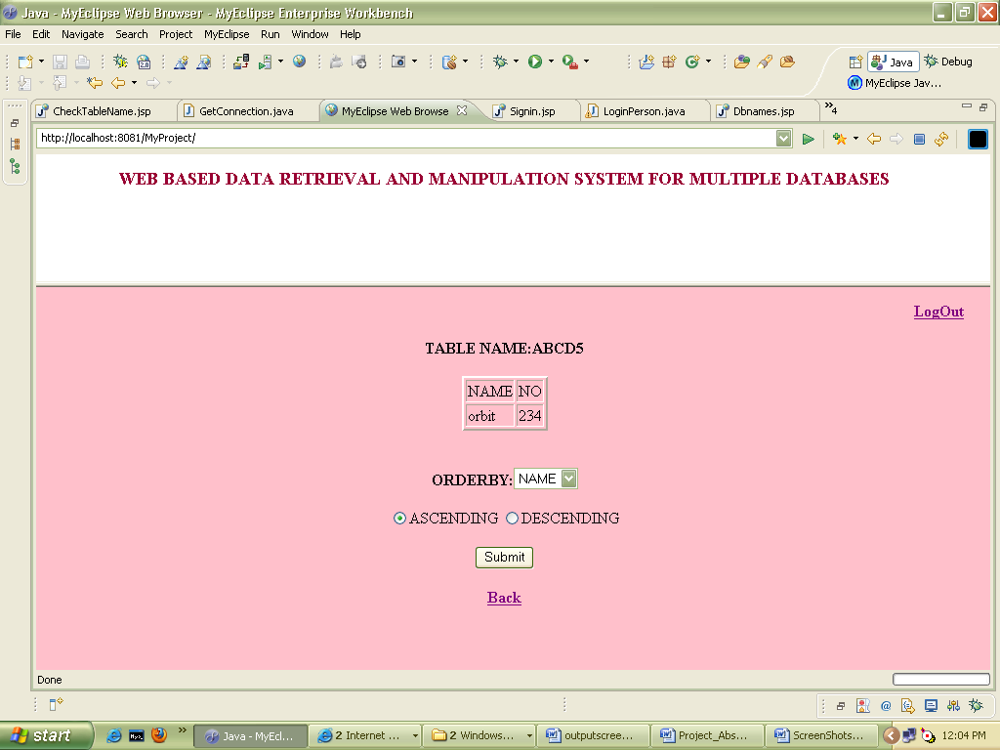 Java - MyEclipse Web Browser - MyEclipse Enterprise Workbench
File Edit Navigate Search Project MyEclipse Run Window Help
Java Debug
MyEclipse Jav...
CheckTableName.jsp GetConnection.java MyEclipse Web Browse Signin.jsp LoginPerson.java Dbnames.jsp »4
http://localhost:8081/MyProject/
WEB BASED DATA RETRIEVAL AND MANIPULATION SYSTEM FOR MULTIPLE DATABASES
LogOut
TABLE NAME:ABCD5
NAME NO
orbit 234
ORDERBY: NAME
ASCENDING DESCENDING
Submit
Back
Done
start » Java - MyEcl... 2 Internet ... 2 Windows... outputscree... Project_Abs... ScreenShots... 12:04 PM